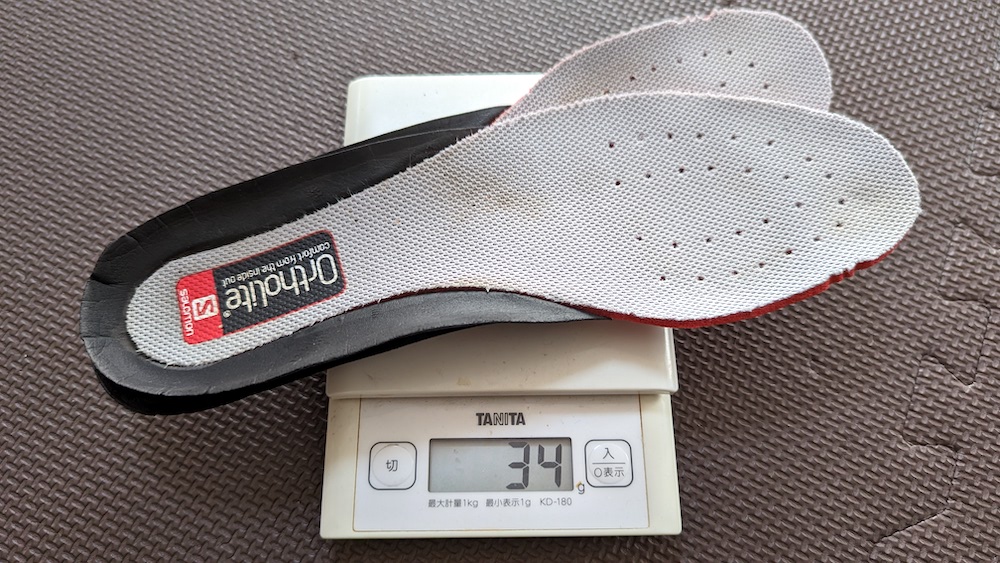 Ortholite®
comfort from the inside out
S
SALOMON
TANITA
切
34 g
入
O表示
最大計量1kg 最小表示1g KD-180